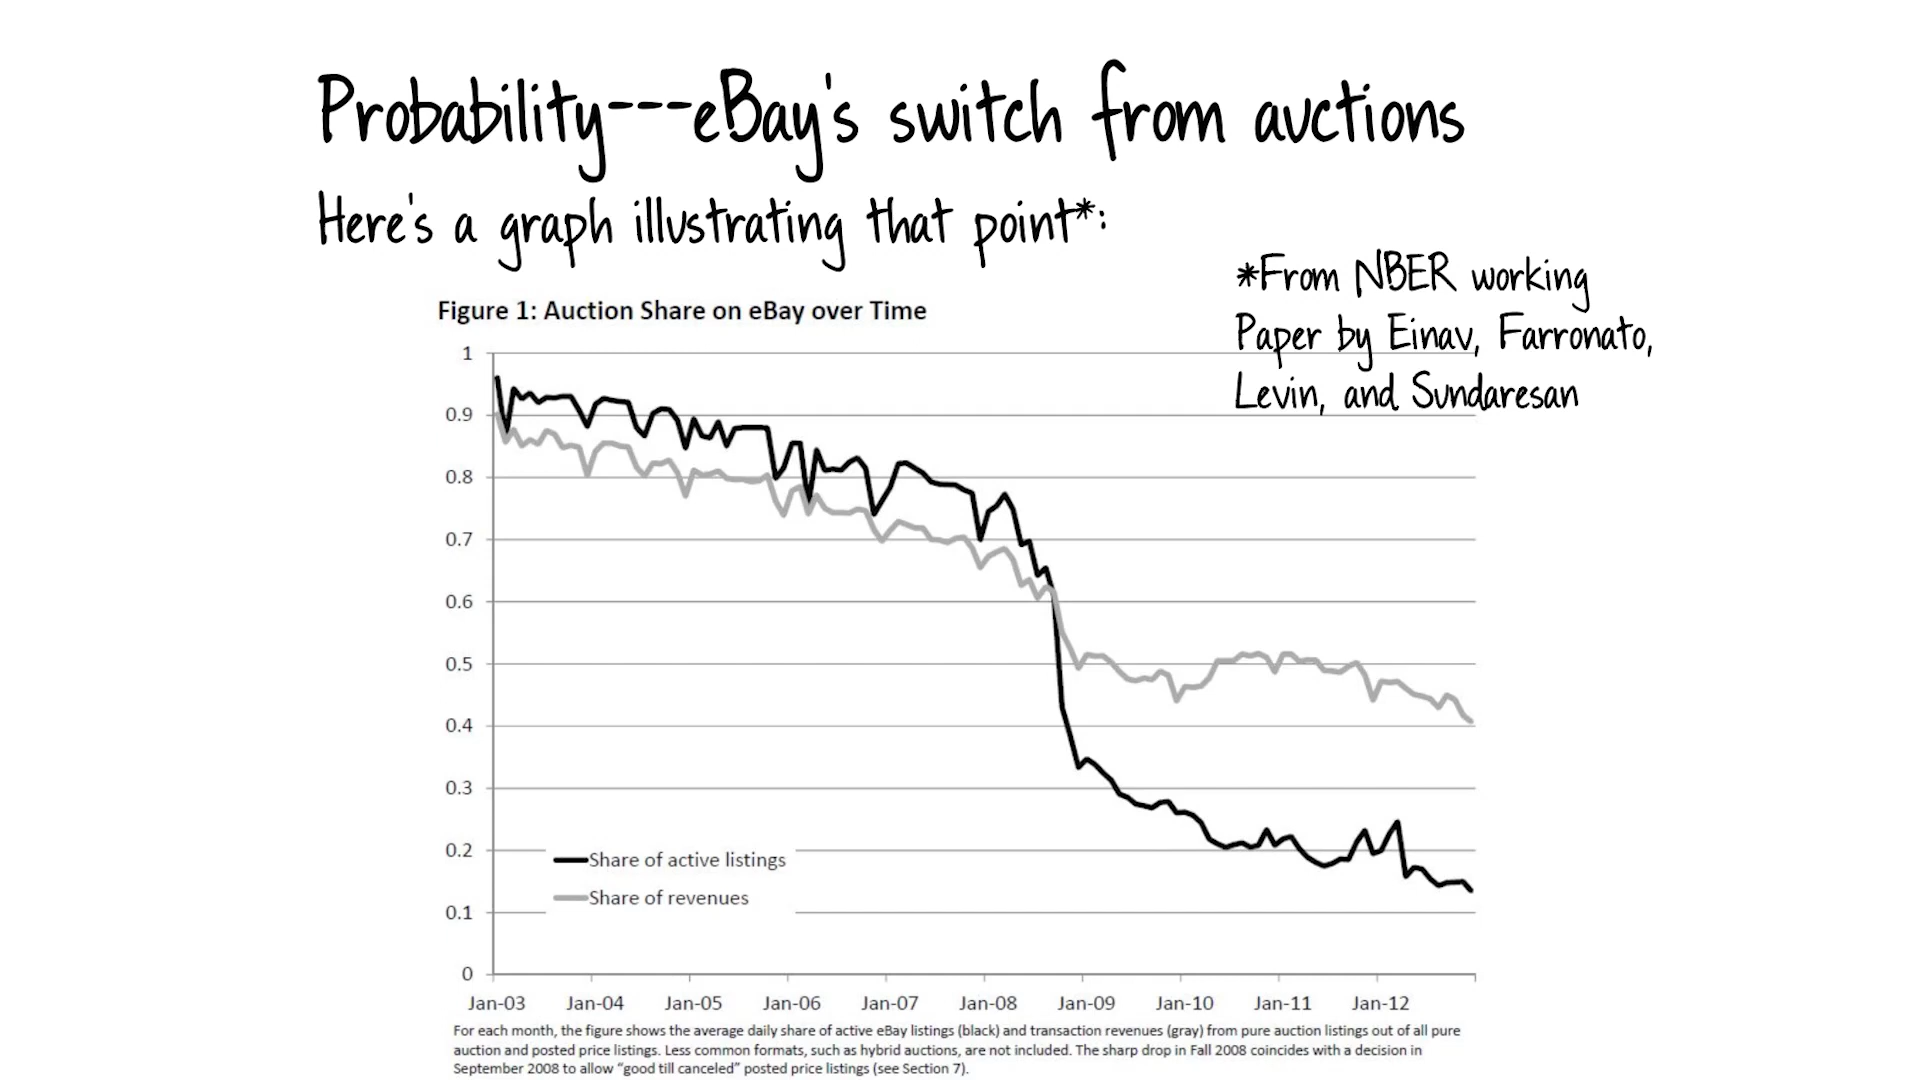 Probability---eBay's switch from auctions
Here's a graph illustrating that point*:
*From NBER working
Paper by Einav, Farronato,
Levin, and Sundaresan
Figure 1: Auction Share on eBay over Time
1
0.9
0.8
0.7
0.6
0.5
0.4
0.3
0.2
0.1
0
Share of active listings
Share of revenues
Jan-03 Jan-04 Jan-05 Jan-06 Jan-07 Jan-08 Jan-09 Jan-10 Jan-11 Jan-12
For each month, the figure shows the average daily share of active eBay listings (black) and transaction revenues (gray) from pure auction listings out of all pure
auction and posted price listings. Less common formats, such as hybrid auctions, are not included. The sharp drop in Fall 2008 coincides with a decision in
September 2008 to allow “good till canceled” posted price listings (see Section 7).